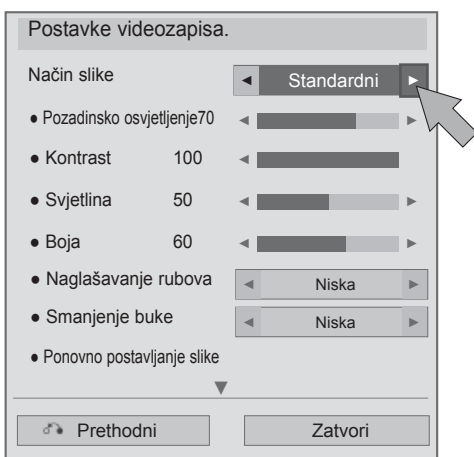 Postavke videozapisa.
Način slike ◄ Standardni ►
● Pozadinsko osvjetljenje70 ◄ ►
● Kontrast 100 ◄
● Svjetlina 50 ◄ ►
● Boja 60 ◄ ►
● Naglašavanje rubova ◄ Niska ►
● Smanjenje buke ◄ Niska ►
● Ponovno postavljanje slike
▼
Prethodni Zatvori